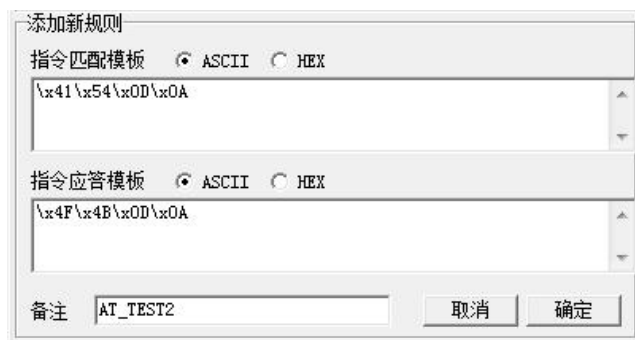 添加新规则
指令匹配模板 ASCII HEX
\x41\x54\x0D\x0A
指令应答模板 ASCII HEX
\x4F\x4B\x0D\x0A
备注 AT_TEST2 取消 确定